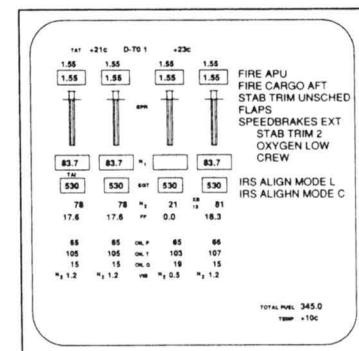 TAT +21c D-TO 1 +23c
1.55 1.55 1.55 1.55
1.55 1.55 1.55 1.55
EPR
83.7 83.7 N1 83.7
TAI
530 530 EGT 530 530
78 78 N2 21 XB 13 81
17.6 17.6 FF 0.0 18.3
65 65 OIL P 65 66
105 105 OIL T 103 107
15 15 OIL Q 19 15
N2 1.2 N2 1.2 VIB N2 0.5 N2 1.2
FIRE APU
FIRE CARGO AFT
STAB TRIM UNSCHED
FLAPS
SPEEDBRAKES EXT
STAB TRIM 2
OXYGEN LOW
CREW
IRS ALIGN MODE L
IRS ALIGHN MODE C
TOTAL FUEL 345.0
TEMP +10c